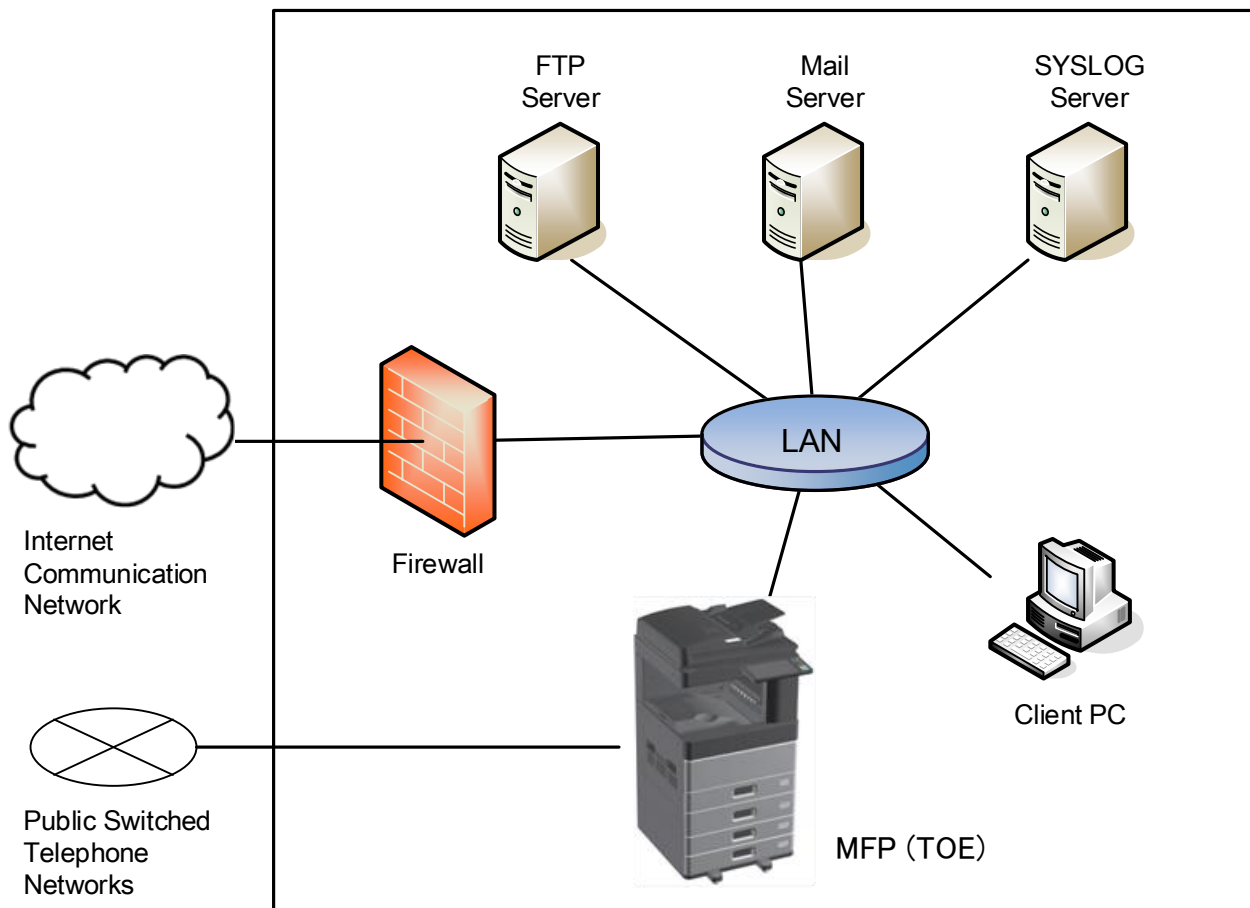 FTP
Server
Mail
Server
SYSLOG
Server
LAN
Internet
Communication
Network
Firewall
Client PC
Public Switched
Telephone
Networks
MFP（TOE）